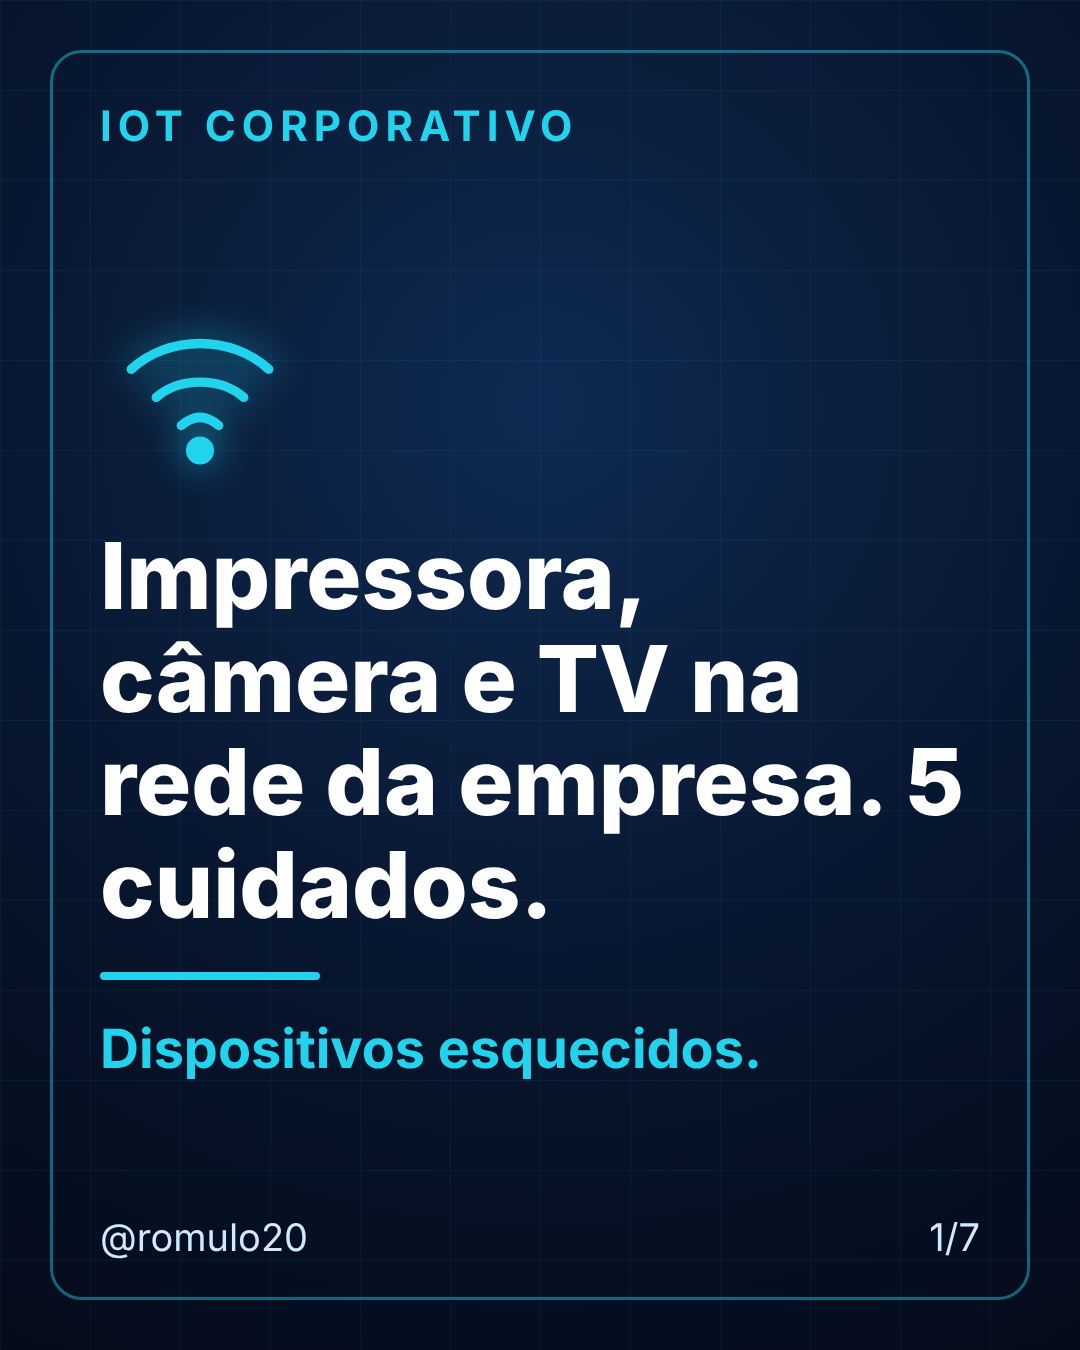 IOT CORPORATIVO
Impressora,
câmera e TV na
rede da empresa. 5
cuidados.
Dispositivos esquecidos.
@romulo20
1/7